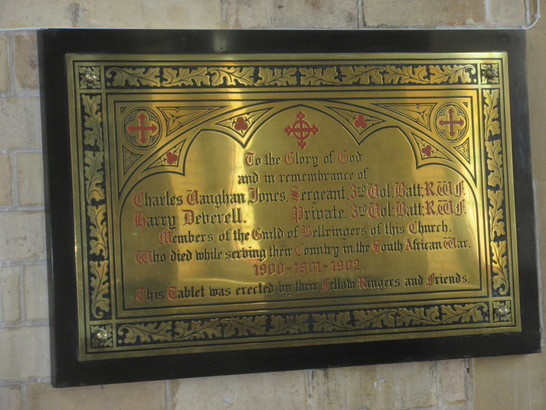 To the Glory of God
and in remembrance of
Charles Vaughan Jones, Sergeant, 3rd Vol. Batt. R.W.F.
Harry Deverell. Private. 3rd Vol. Batt. R.W.F.
Members of the Guild of Bellringers of this Church.
Who died while serving their Country in the South African War.
1900-1901-1902.
This Tablet was erected by their Fellow Ringers and Friends.